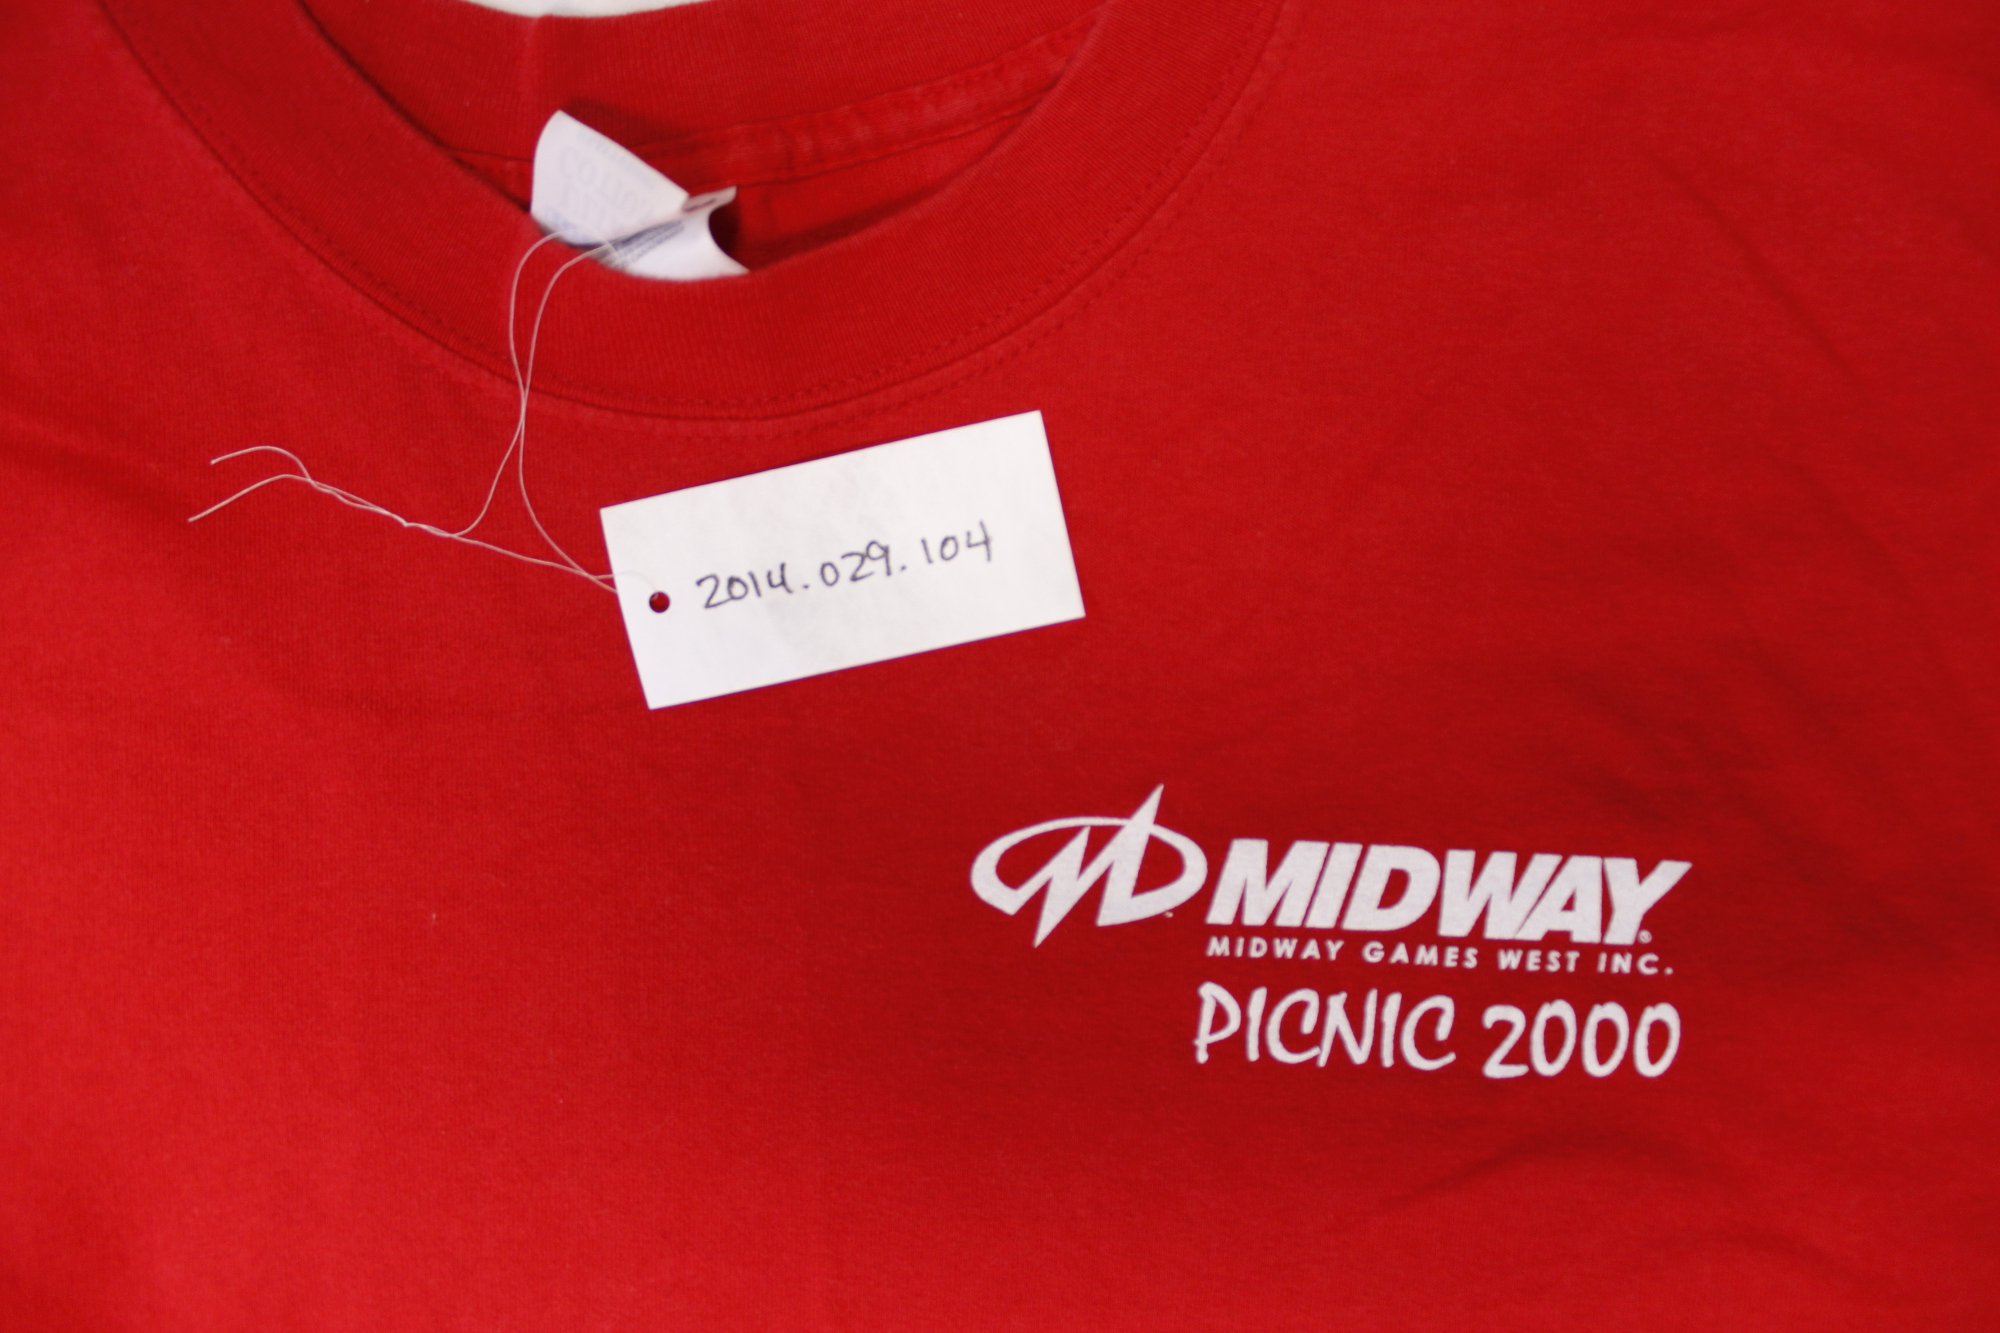 2014.029.104
MIDWAY®
MIDWAY GAMES WEST INC.
PICNIC 2000